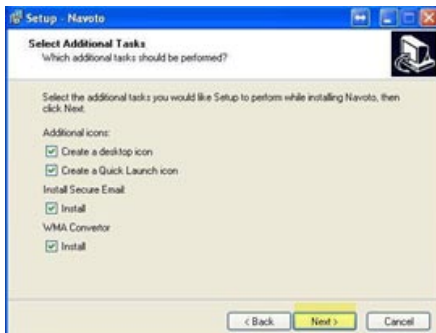 Setup - Navoto
Select Additional Tasks
Which additional tasks should be performed?
Select the additional tasks you would like Setup to perform while installing Navoto, then
click Next.
Additional icons:
Create a desktop icon
Create a Quick Launch icon
Install Secure Email
Install
WMA Convertor
Install
< Back
Next >
Cancel